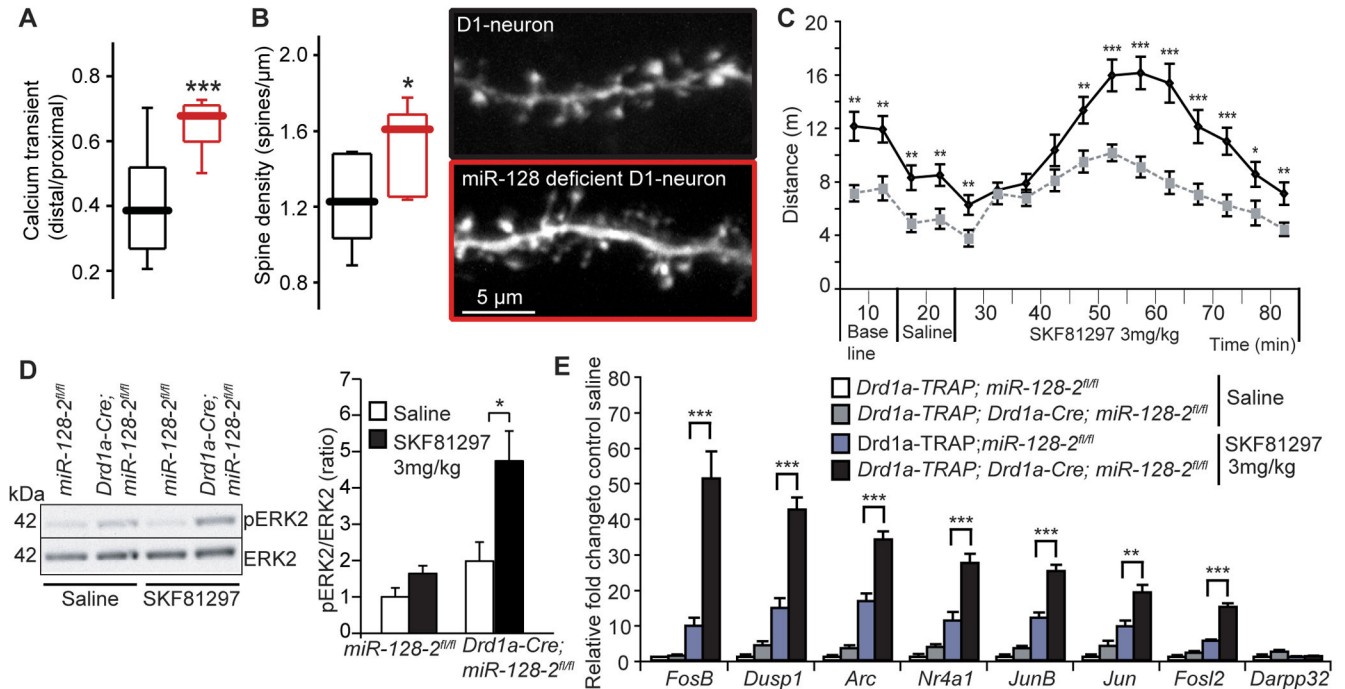 A
Calcium transient
(distal/proximal)
0.8
0.6
0.4
0.2
***
B
Spine density (spines/µm)
2.0
1.6
1.2
0.8
*
D1-neuron
miR-128 deficient D1-neuron
5 µm
C
Distance (m)
20
16
12
8
4
0
** ** ** ** ** ** *** *** *** *** *** * **
10 20 30 40 50 60 70 80
Base
line
Saline
SKF81297 3mg/kg
Time (min)
D
miR-128-2fl/fl
Drd1a-Cre;
miR-128-2fl/fl
miR-128-2fl/fl
Drd1a-Cre;
miR-128-2fl/fl
kDa
42
pERK2
42
ERK2
Saline
SKF81297
pERK2/ERK2 (ratio)
7
6
5
4
3
2
1
0
Saline
SKF81297
3mg/kg
*
miR-128-2fl/fl
Drd1a-Cre;
miR-128-2fl/fl
E
Relative fold changeto control saline
80
70
60
50
40
30
20
10
0
Drd1a-TRAP; miR-128-2fl/fl
Drd1a-TRAP; Drd1a-Cre; miR-128-2fl/fl
Saline
Drd1a-TRAP;miR-128-2fl/fl
Drd1a-TRAP; Drd1a-Cre; miR-128-2fl/fl
SKF81297
3mg/kg
*** *** *** *** *** ** ***
FosB Dusp1 Arc Nr4a1 JunB Jun Fosl2 Darpp32